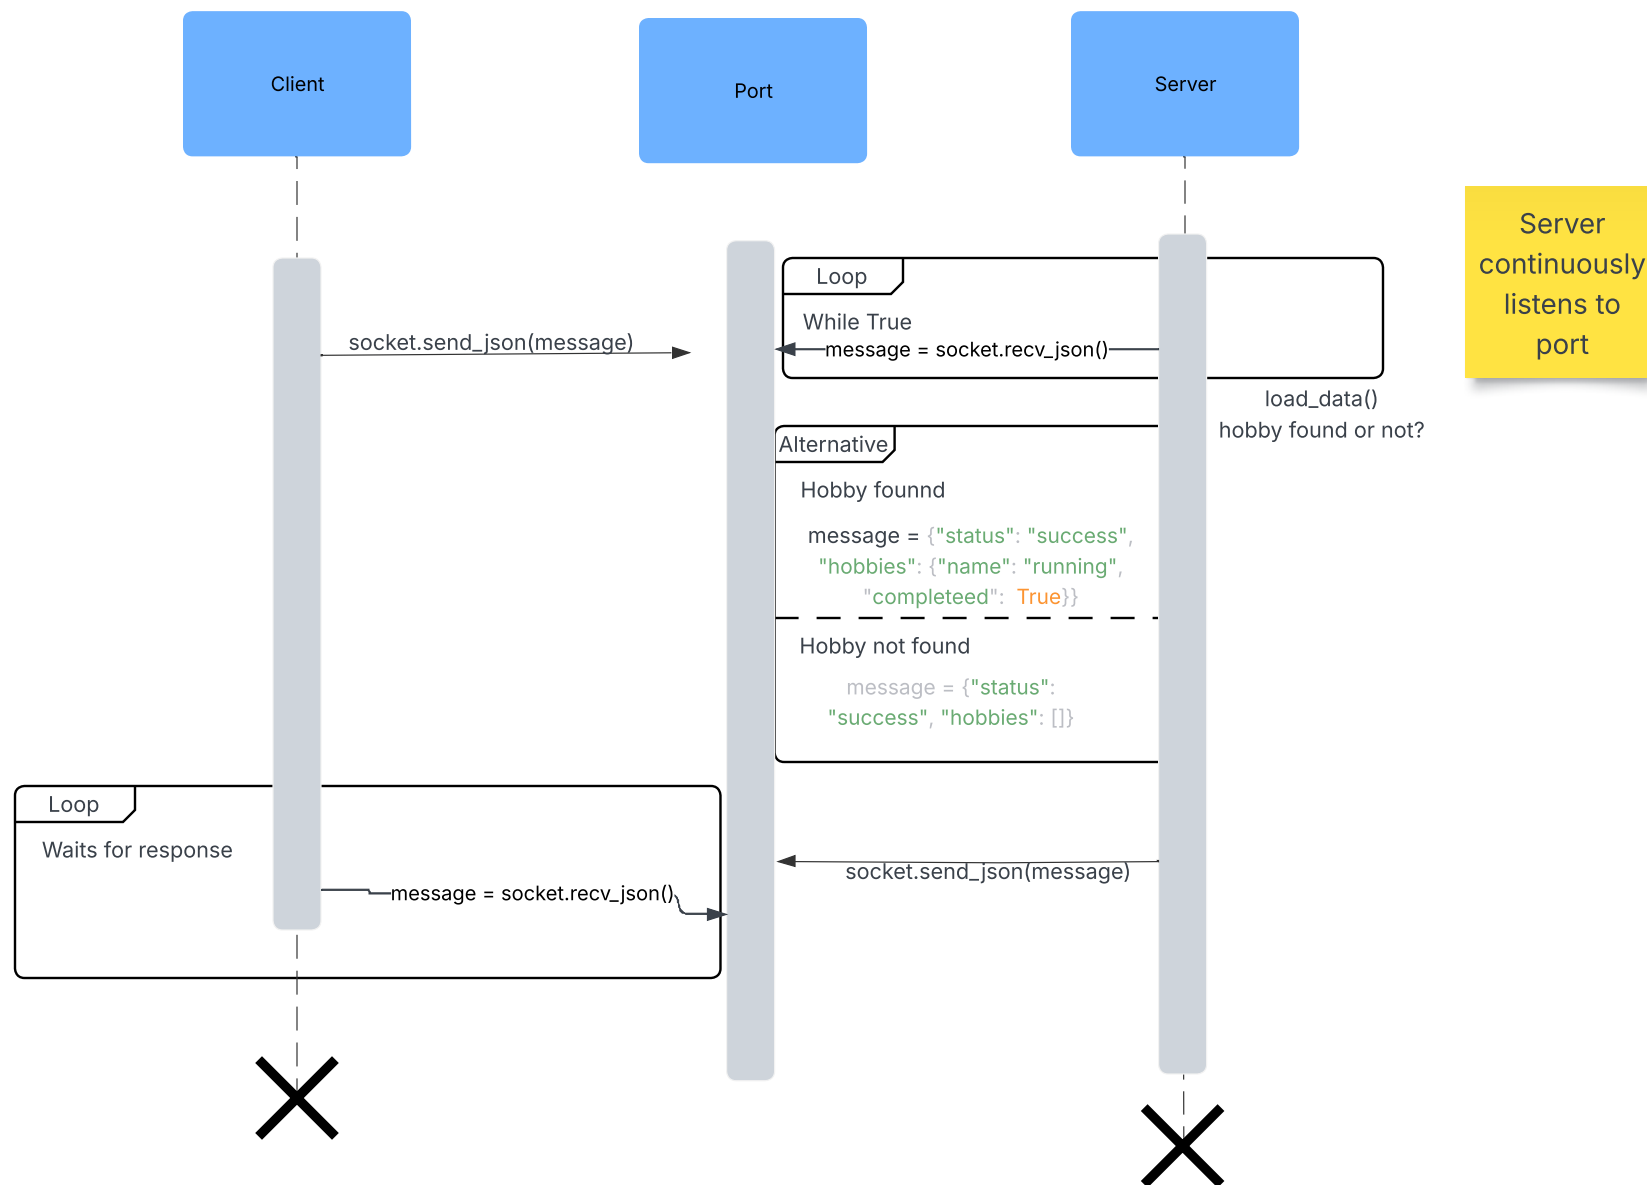 Client
Port
Server
Server
continuously
listens to
port
Loop
While True
socket.send_json(message)
message = socket.recv_json()
load_data()
hobby found or not?
Alternative
Hobby founnd
message = {"status": "success",
"hobbies": {"name": "running",
"completeed":  True}}
Hobby not found
message = {"status":
"success", "hobbies": []}
Loop
Waits for response
socket.send_json(message)
message = socket.recv_json()